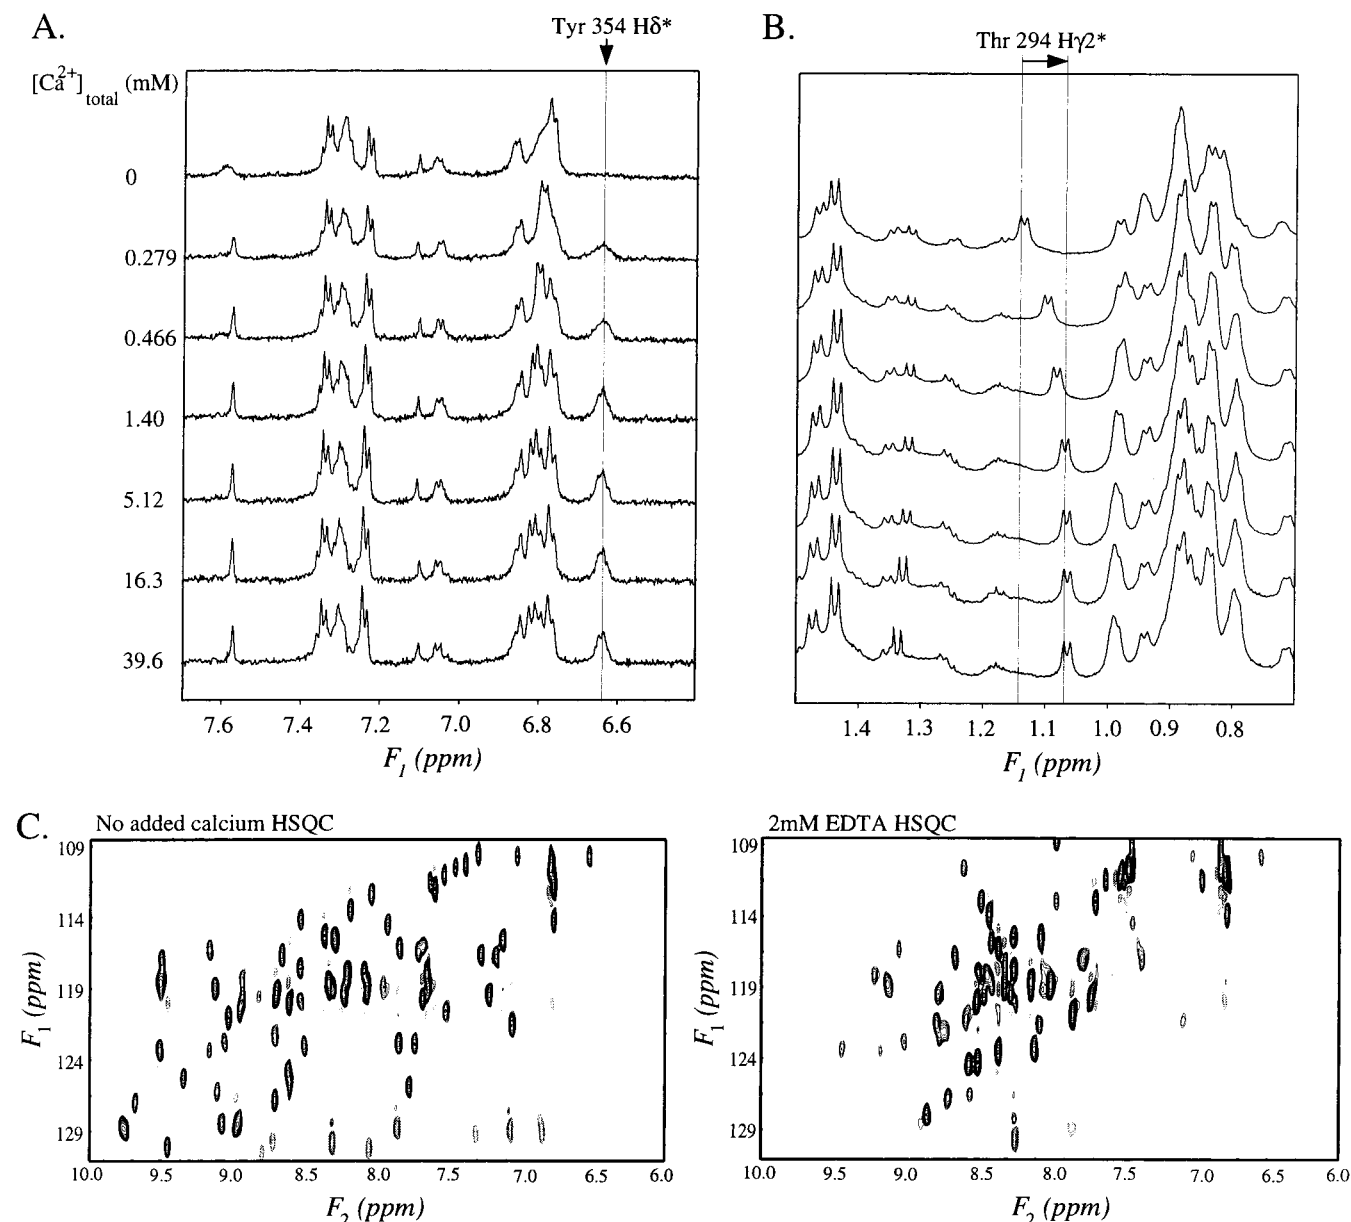 A.
Tyr 354 Hδ*
[Ca2+]total (mM)
0
0.279
0.466
1.40
5.12
16.3
39.6
7.6 7.4 7.2 7.0 6.8 6.6
F1 (ppm)
B.
Thr 294 Hγ2*
1.4 1.3 1.2 1.1 1.0 0.9 0.8
F1 (ppm)
C.
No added calcium HSQC
109
114
119
124
129
F1 (ppm)
10.0 9.0 8.5 8.0 7.5 7.0 6.5 6.0
F2 (ppm)
2mM EDTA HSQC
109
114
119
124
129
F1 (ppm)
10.0 9.0 8.5 8.0 7.5 7.0 6.5 6.0
F2 (ppm)